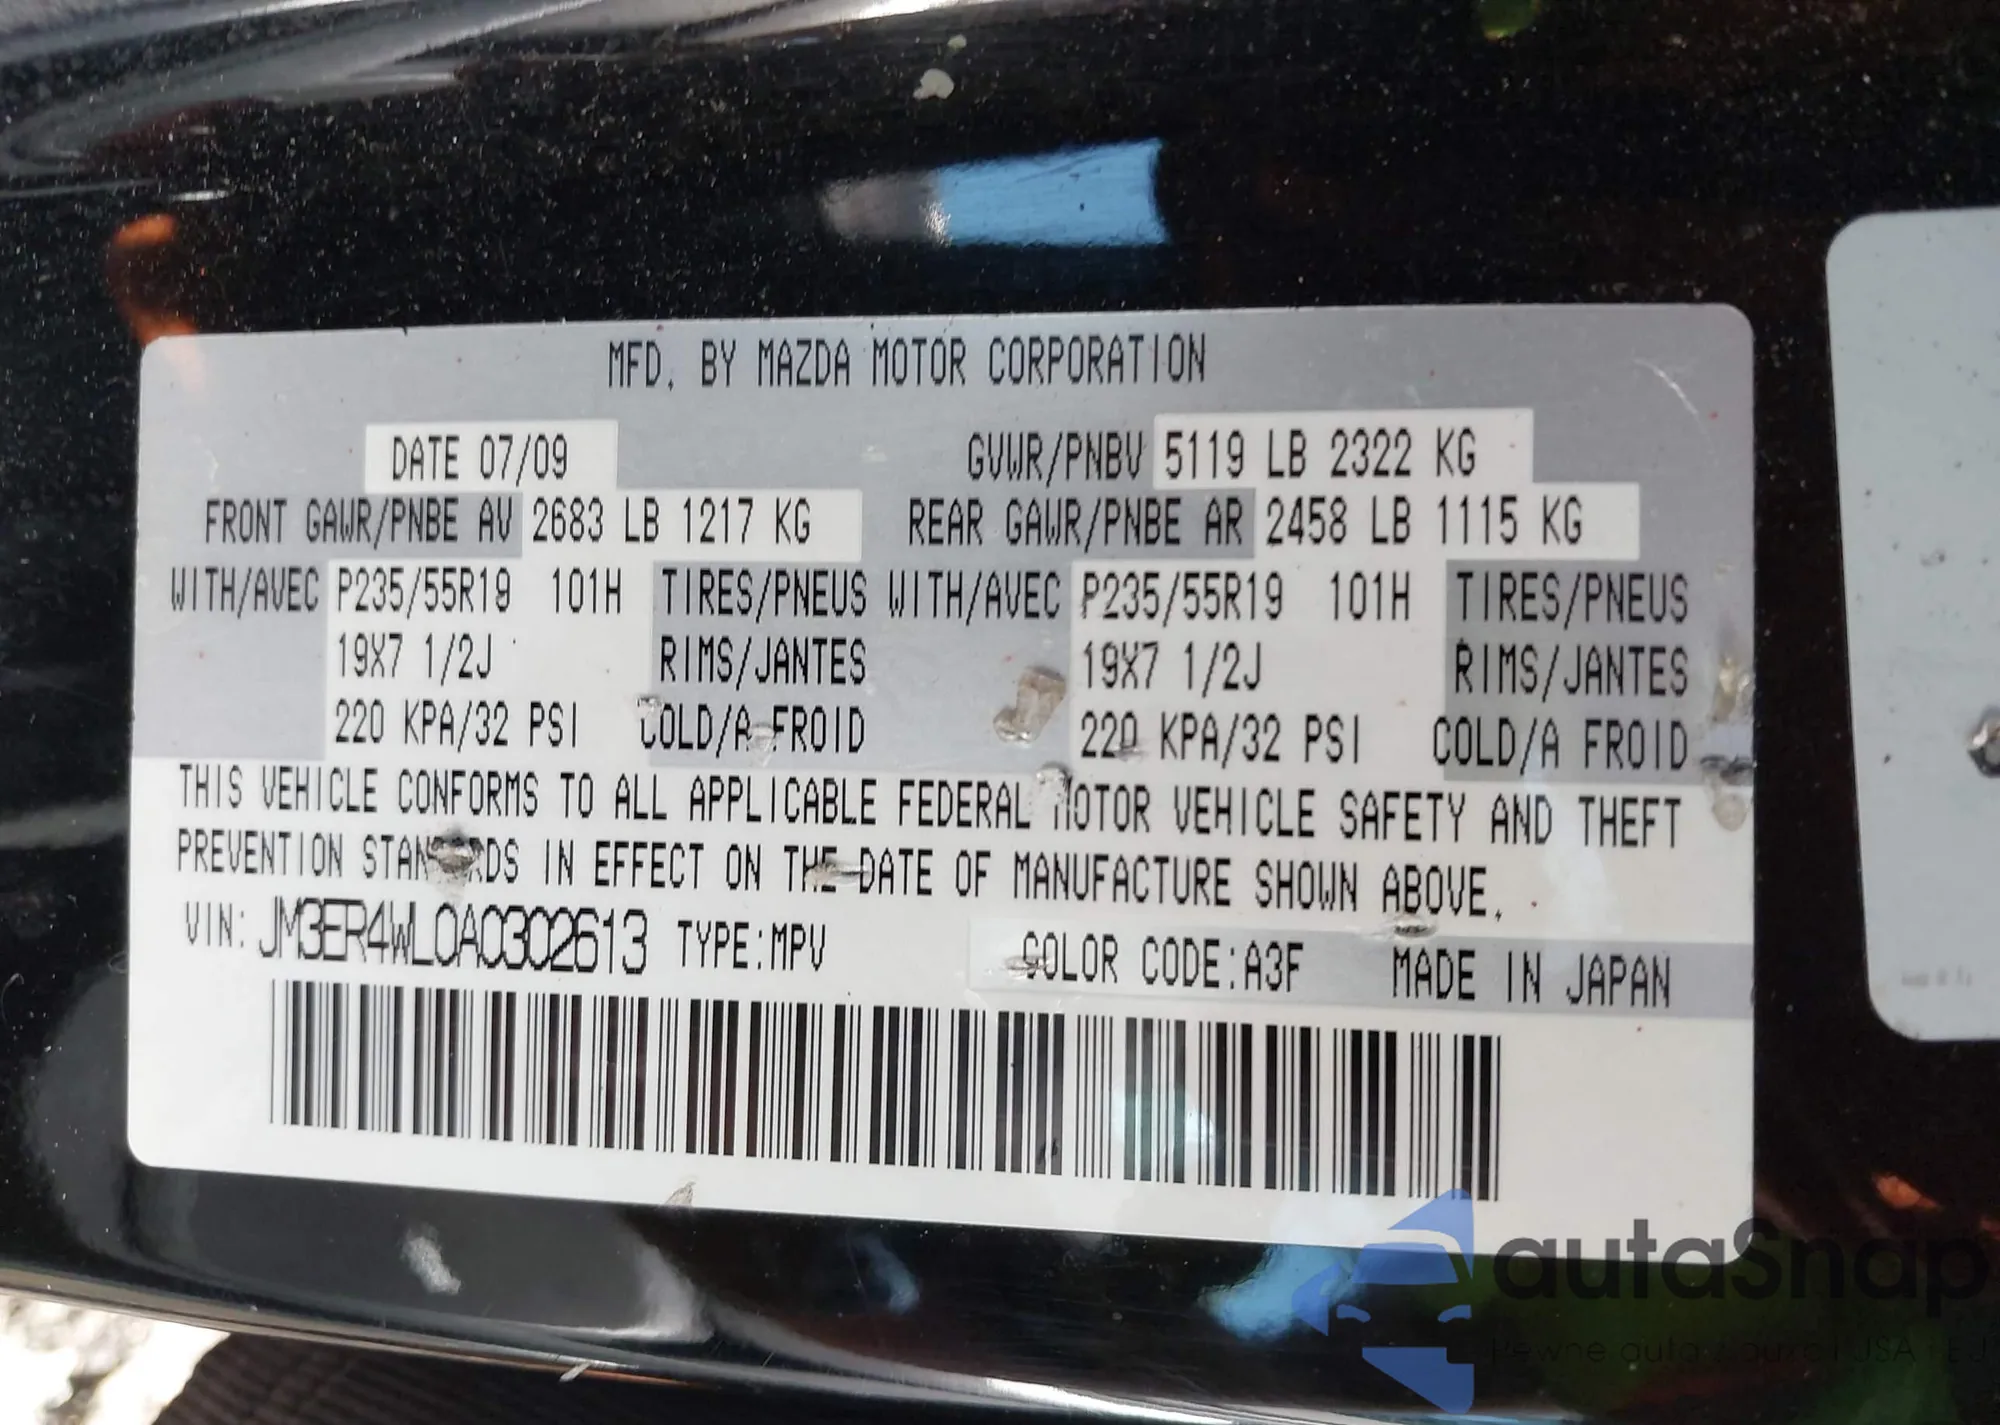 MFD. BY MAZDA MOTOR CORPORATION
DATE 07/09 GVWR/PNBV 5119 LB 2322 KG
FRONT GAWR/PNBE AV 2683 LB 1217 KG REAR GAWR/PNBE AR 2458 LB 1115 KG
WITH/AVEC P235/55R19 101H TIRES/PNEUS WITH/AVEC P235/55R19 101H TIRES/PNEUS
19X7 1/2J RIMS/JANTES 19X7 1/2J RIMS/JANTES
220 KPA/32 PSI COLD/A FROID 220 KPA/32 PSI COLD/A FROID
THIS VEHICLE CONFORMS TO ALL APPLICABLE FEDERAL MOTOR VEHICLE SAFETY AND THEFT
PREVENTION STANDARDS IN EFFECT ON THE DATE OF MANUFACTURE SHOWN ABOVE.
VIN: JM3ER4WL0A0302613 TYPE:MPV COLOR CODE:A3F MADE IN JAPAN
autaSnap
Pewne auta z aukcji USA i EU